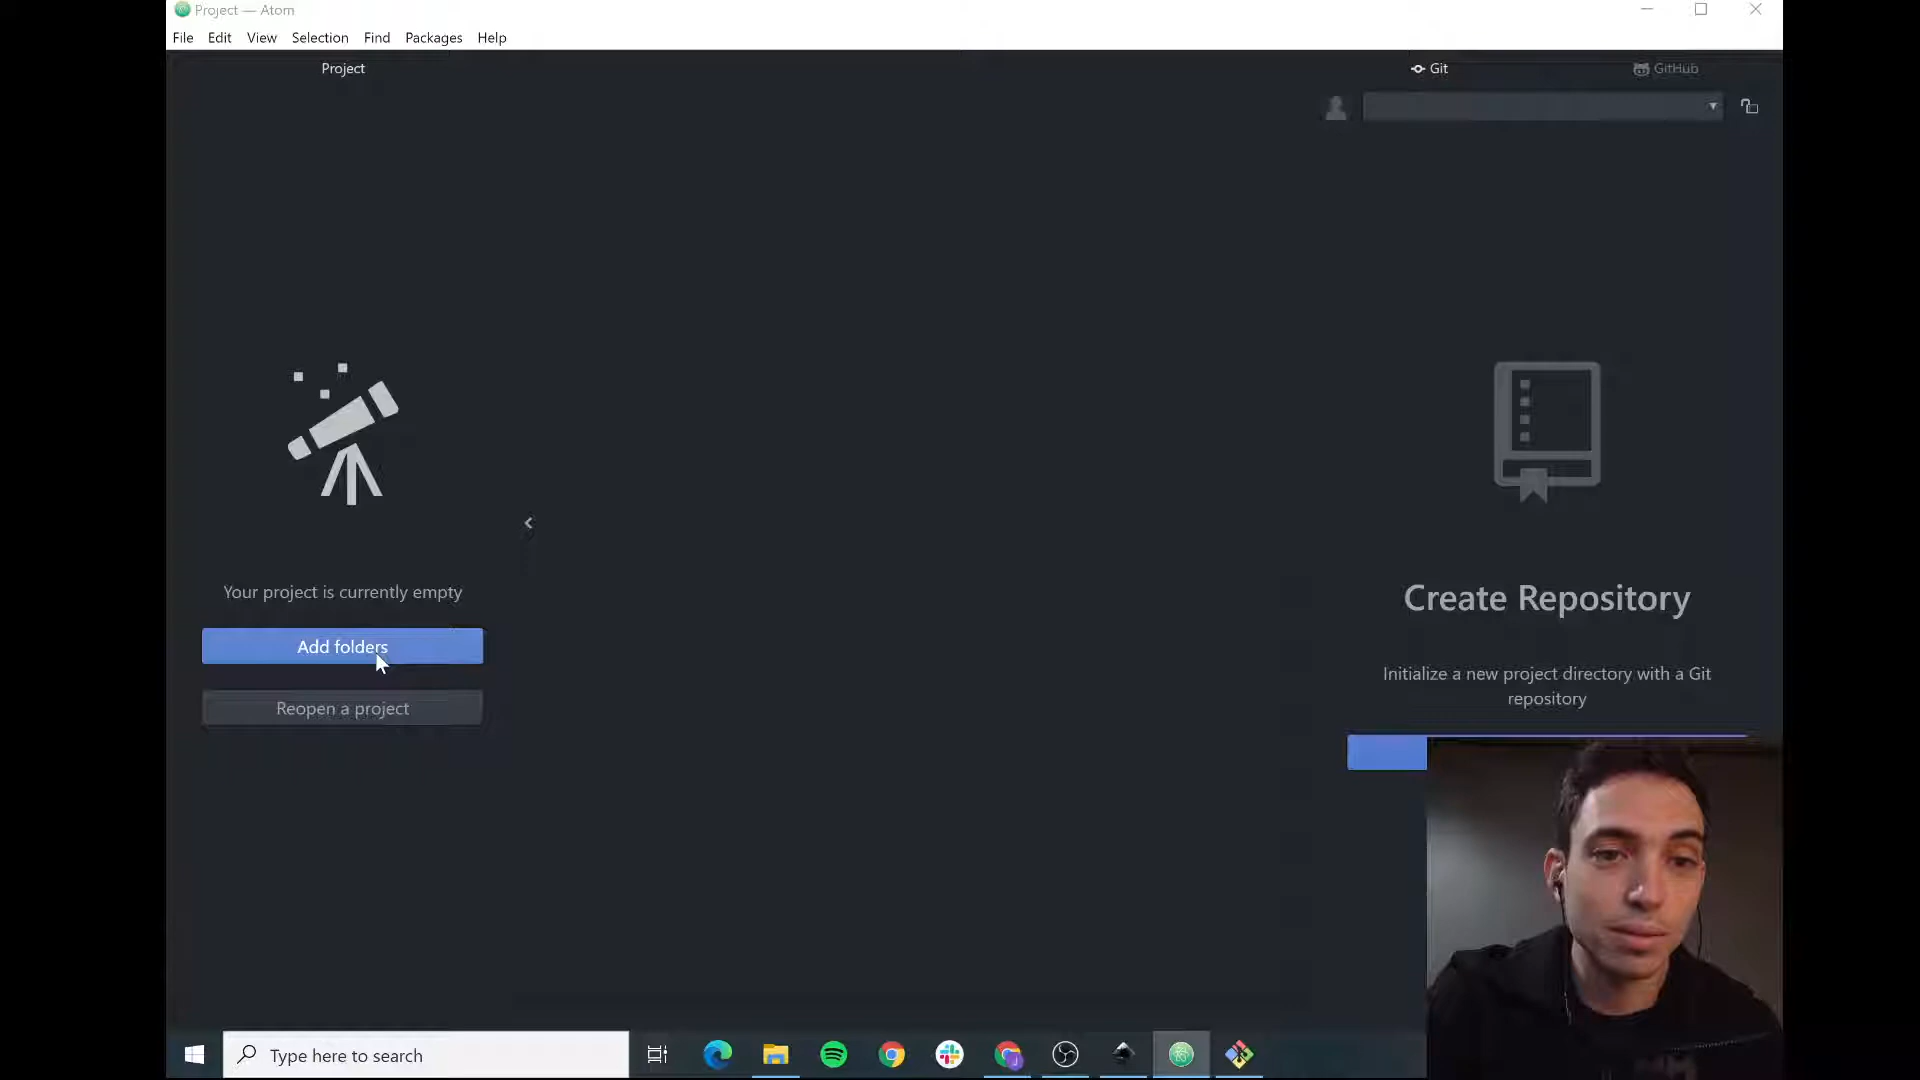 Project — Atom
File Edit View Selection Find Packages Help
Project
Git
GitHub
Your project is currently empty
Add folders
Reopen a project
Create Repository
Initialize a new project directory with a Git
repository
Type here to search